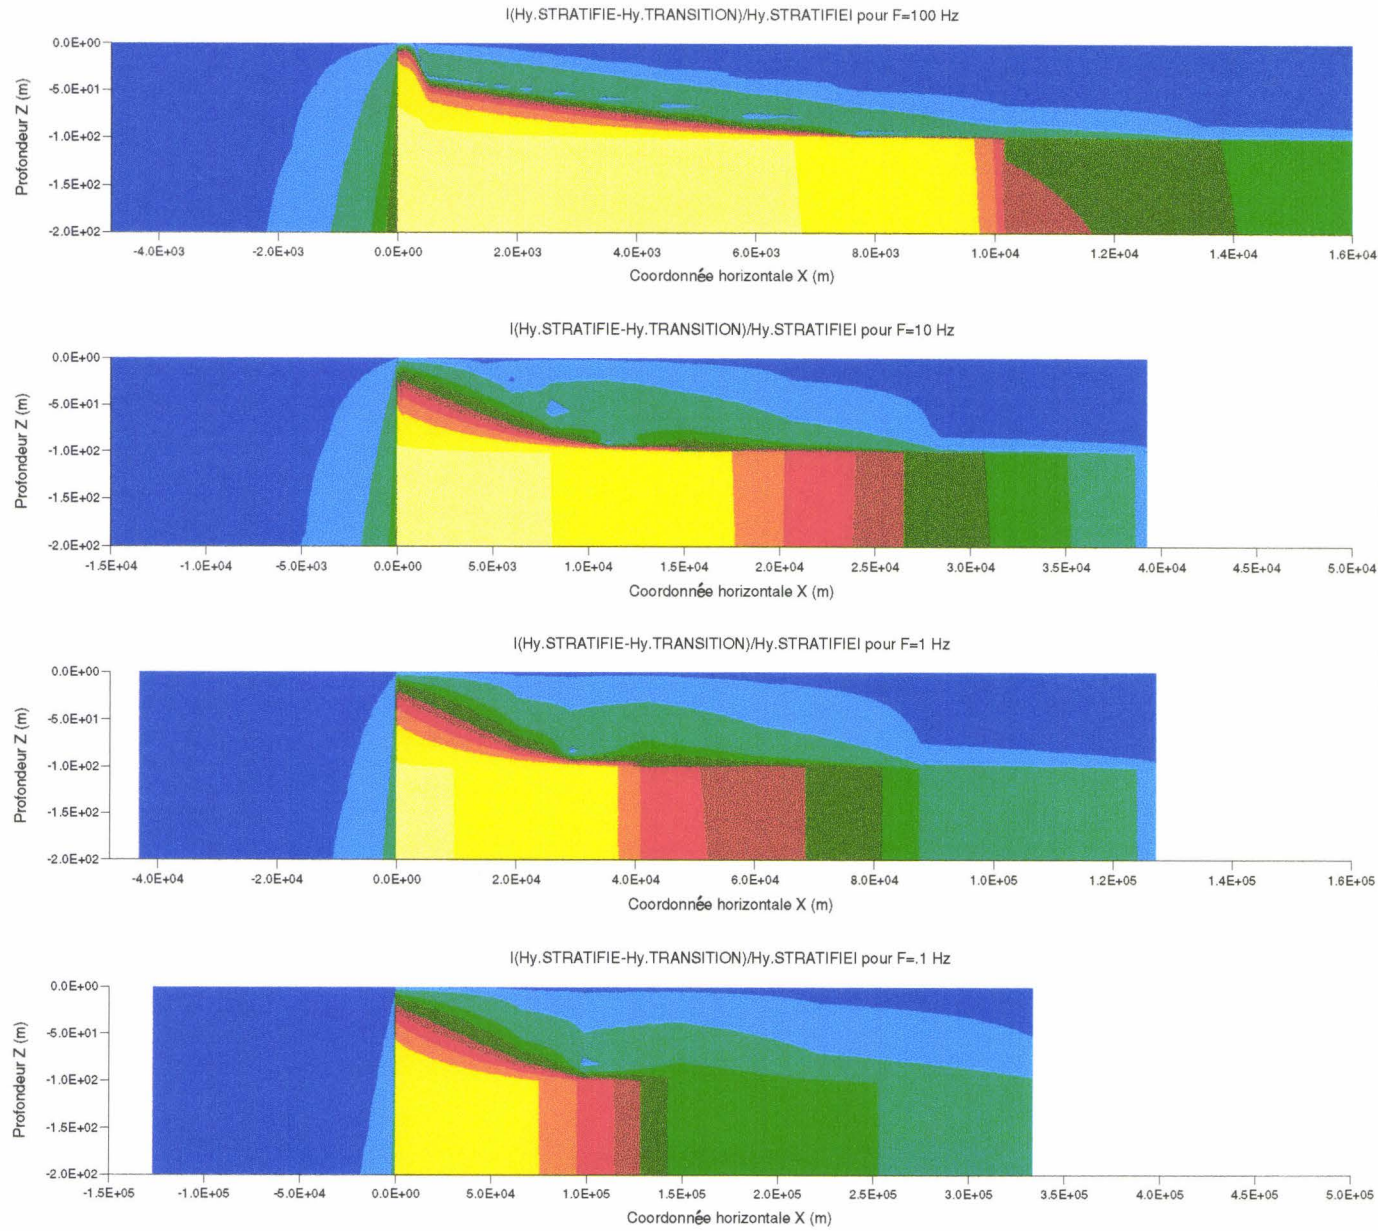 I(Hy.STRATIFIE-Hy.TRANSITION)/Hy.STRATIFIEI pour F=100 Hz
Profondeur Z (m)
0.0E+00
-5.0E+01
-1.0E+02
-1.5E+02
-2.0E+02
-4.0E+03 -2.0E+03 0.0E+00 2.0E+03 4.0E+03 6.0E+03 8.0E+03 1.0E+04 1.2E+04 1.4E+04 1.6E+04
Coordonnée horizontale X (m)
I(Hy.STRATIFIE-Hy.TRANSITION)/Hy.STRATIFIEI pour F=10 Hz
Profondeur Z (m)
0.0E+00
-5.0E+01
-1.0E+02
-1.5E+02
-2.0E+02
-1.5E+04 -1.0E+04 -5.0E+03 0.0E+00 5.0E+03 1.0E+04 1.5E+04 2.0E+04 2.5E+04 3.0E+04 3.5E+04 4.0E+04 4.5E+04 5.0E+04
Coordonnée horizontale X (m)
I(Hy.STRATIFIE-Hy.TRANSITION)/Hy.STRATIFIEI pour F=1 Hz
Profondeur Z (m)
0.0E+00
-5.0E+01
-1.0E+02
-1.5E+02
-2.0E+02
-4.0E+04 -2.0E+04 0.0E+00 2.0E+04 4.0E+04 6.0E+04 8.0E+04 1.0E+05 1.2E+05 1.4E+05 1.6E+05
Coordonnée horizontale X (m)
I(Hy.STRATIFIE-Hy.TRANSITION)/Hy.STRATIFIEI pour F=.1 Hz
Profondeur Z (m)
0.0E+00
-5.0E+01
-1.0E+02
-1.5E+02
-2.0E+02
-1.5E+05 -1.0E+05 -5.0E+04 0.0E+00 5.0E+04 1.0E+05 1.5E+05 2.0E+05 2.5E+05 3.0E+05 3.5E+05 4.0E+05 4.5E+05 5.0E+05
Coordonnée horizontale X (m)